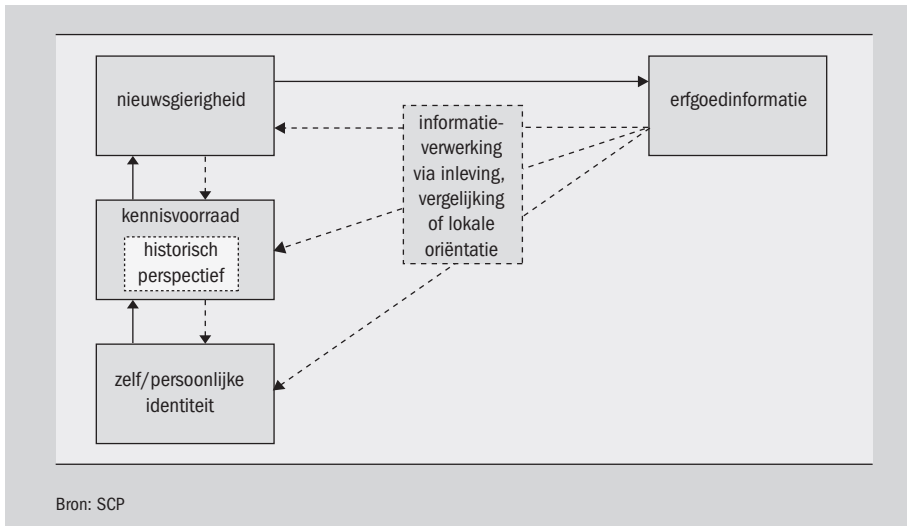 nieuwsgierigheid
erfgoedinformatie
informatie-
verwerking
via inleving,
vergelijking
of lokale
oriëntatie
kennisvoorraad
historisch
perspectief
zelf/persoonlijke
identiteit
Bron: SCP